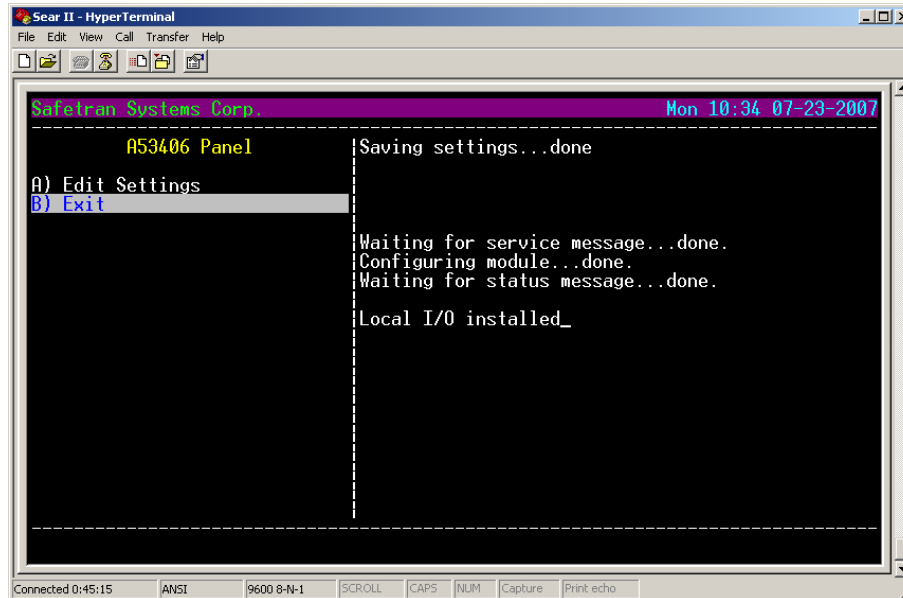 Sear II - HyperTerminal
File Edit View Call Transfer Help
Safetran Systems Corp. Mon 10:34 07-23-2007
A53406 Panel
Saving settings...done
A) Edit Settings
B) Exit
Waiting for service message...done.
Configuring module...done.
Waiting for status message...done.
Local I/O installed_
Connected 0:45:15 ANSI 9600 8-N-1 SCROLL CAPS NUM Capture Print echo